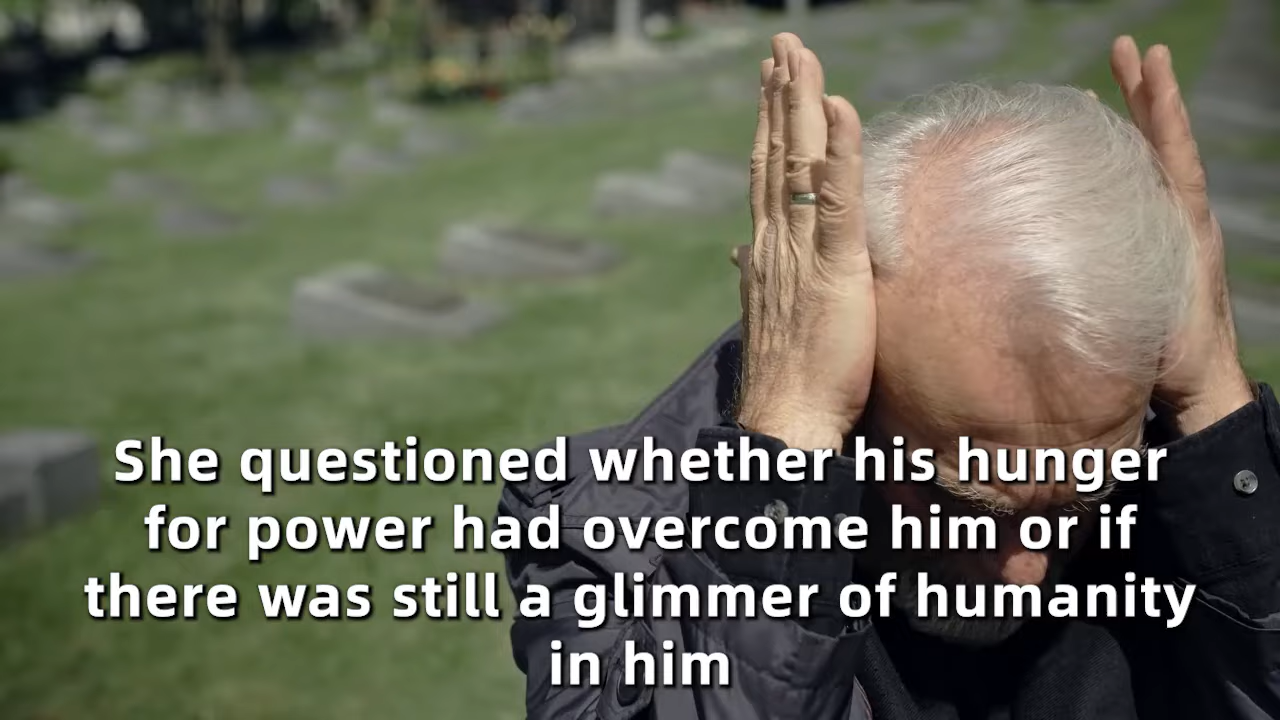 She questioned whether his hunger
for power had overcome him or if
there was still a glimmer of humanity
in him